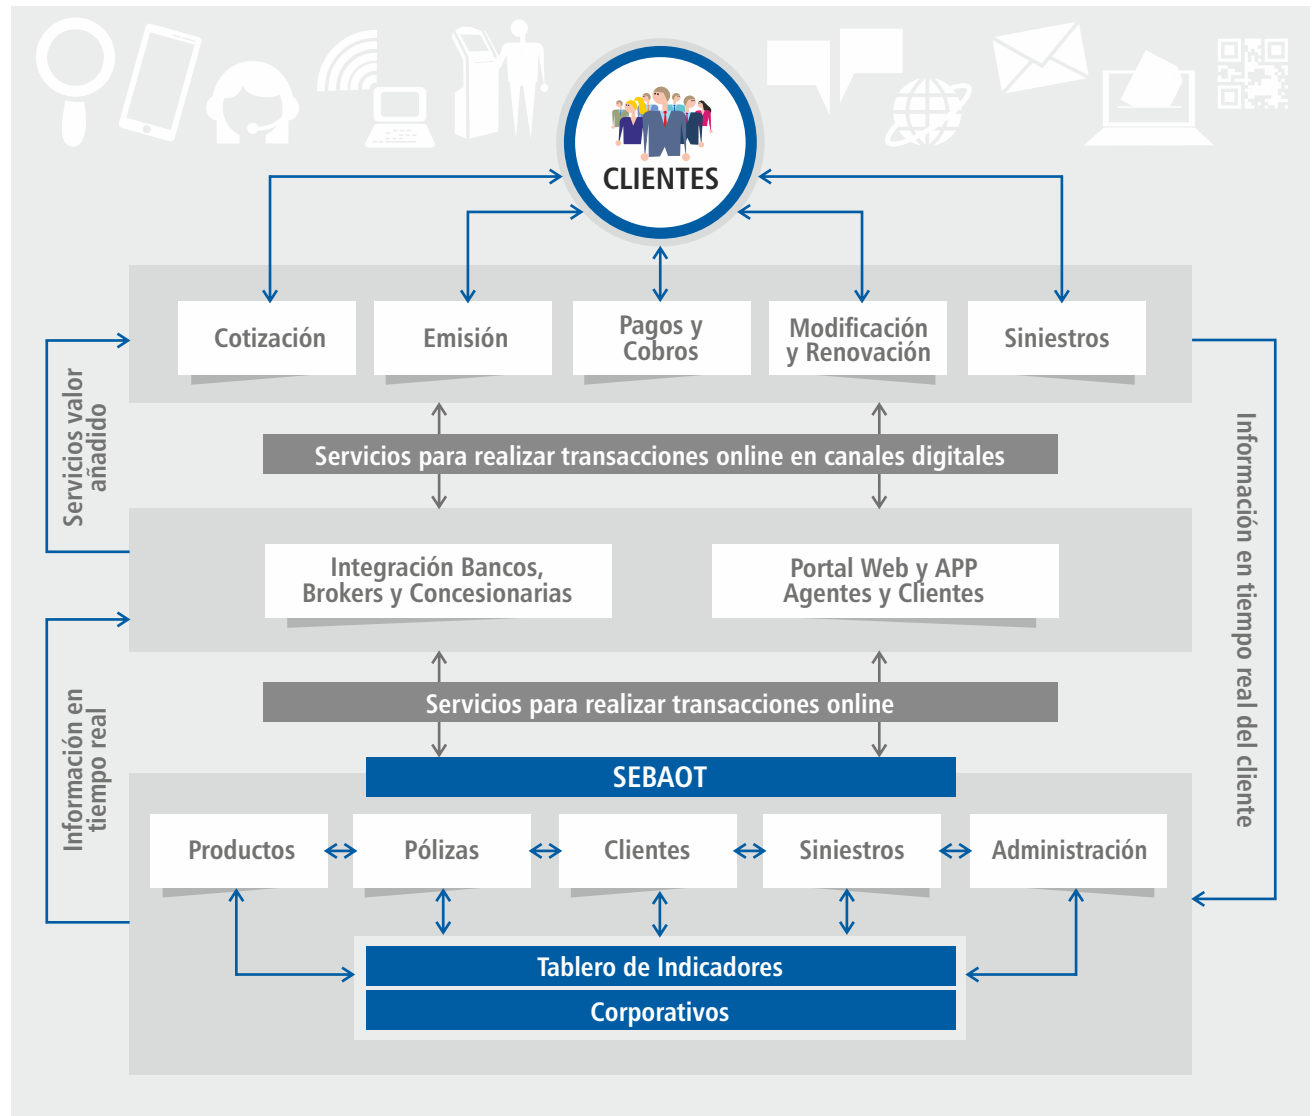 CLIENTES
Cotización
Emisión
Pagos y
Cobros
Modificación
y Renovación
Siniestros
Servicios valor
añadido
Servicios para realizar transacciones online en canales digitales
Integración Bancos,
Brokers y Concesionarias
Portal Web y APP
Agentes y Clientes
Información en tiempo real del cliente
Información en
tiempo real
Servicios para realizar transacciones online
SEBAOT
Productos
Pólizas
Clientes
Siniestros
Administración
Tablero de Indicadores
Corporativos